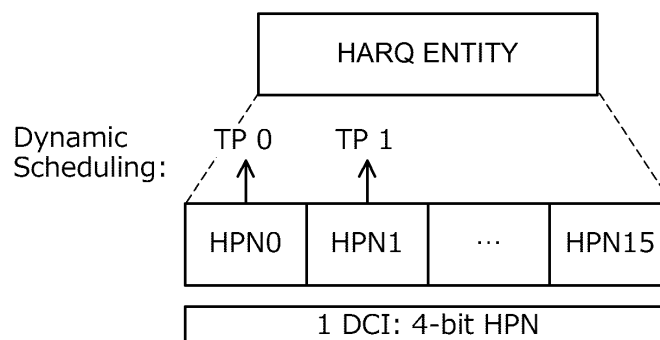 HARQ ENTITY
Dynamic Scheduling:
TP 0
TP 1
HPN0
HPN1
...
HPN15
1 DCI: 4-bit HPN